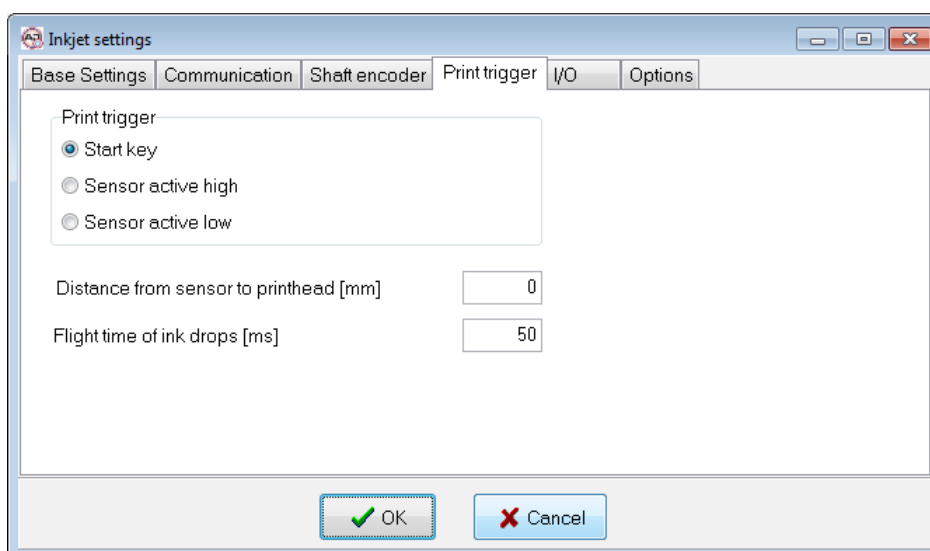 Inkjet settings
Base Settings Communication Shaft encoder Print trigger I/O Options
Print trigger
Start key
Sensor active high
Sensor active low
Distance from sensor to printhead [mm] 0
Flight time of ink drops [ms] 50
OK Cancel